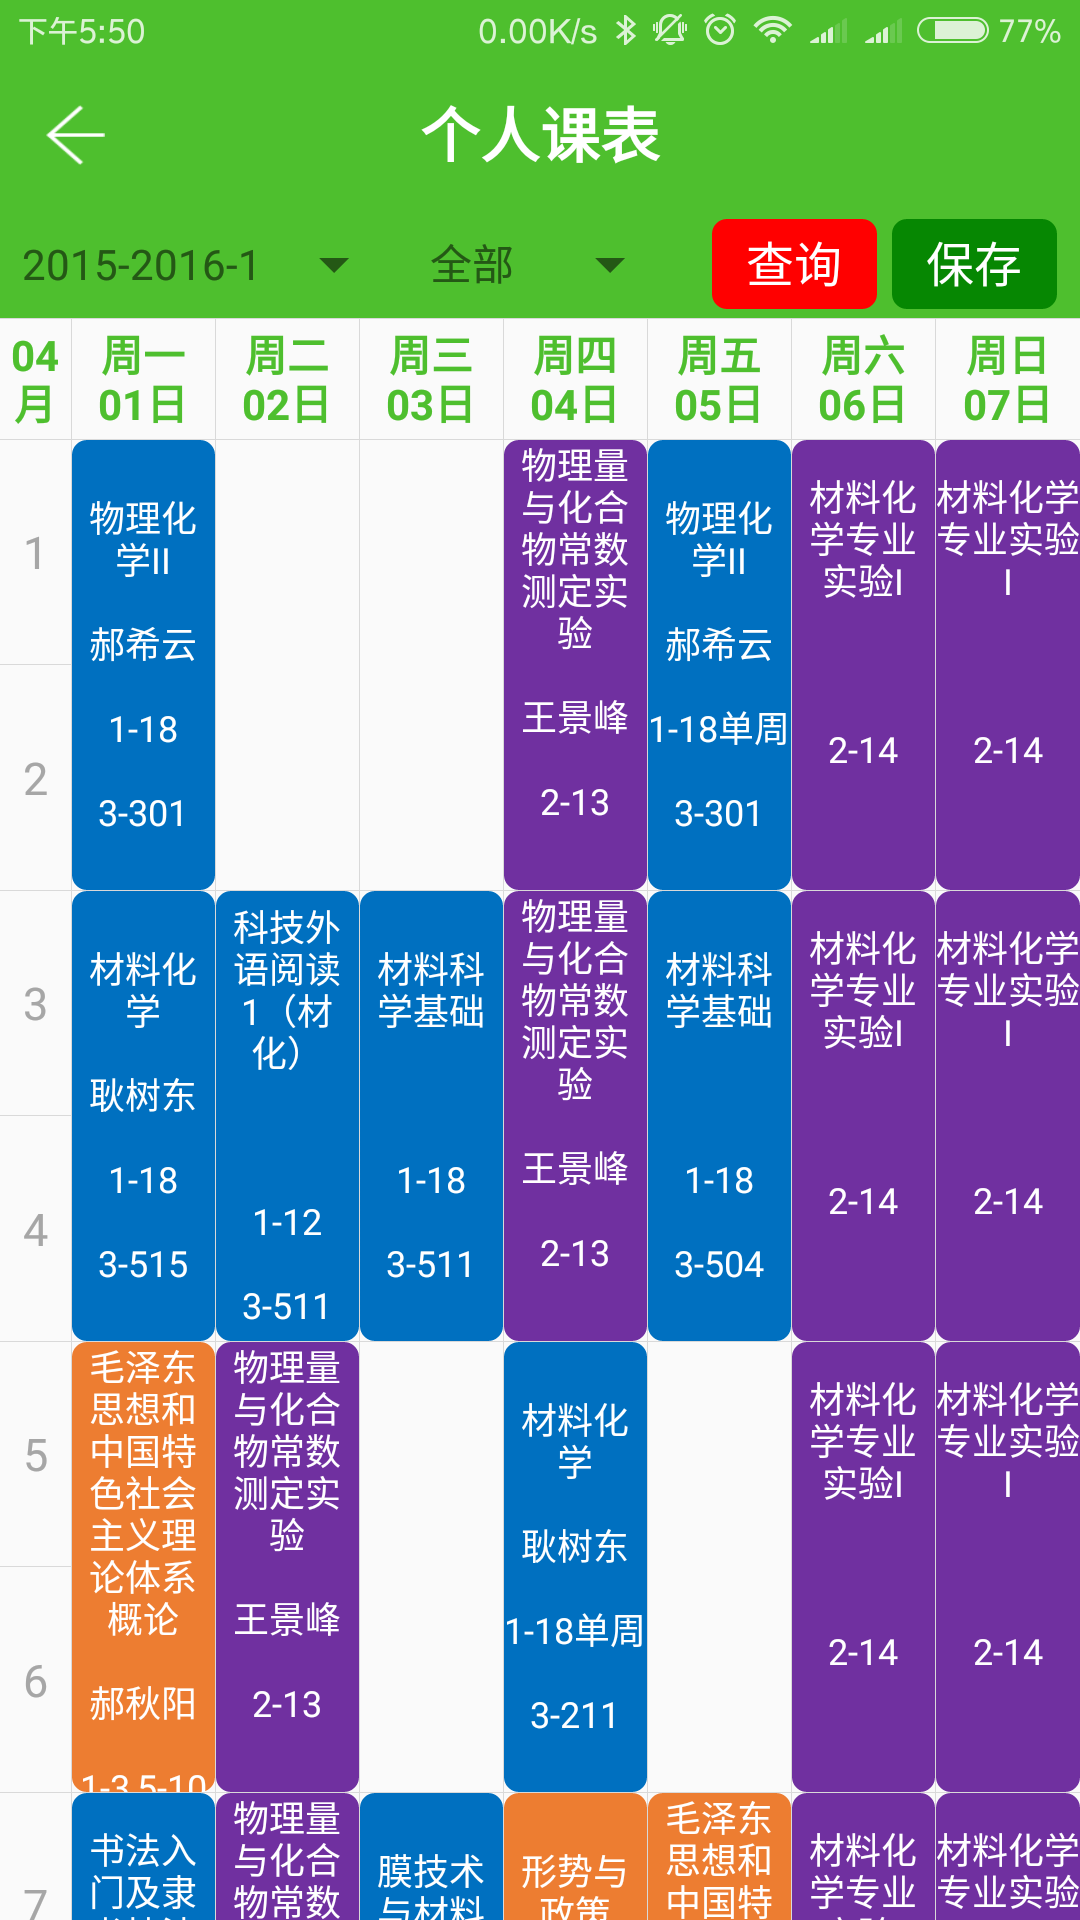 下午5:50
0.00K/s
77%
个人课表
2015-2016-1
全部
查询
保存
04
月
周一
01日
周二
02日
周三
03日
周四
04日
周五
05日
周六
06日
周日
07日
1
2
物理化
学II
郝希云
1-18
3-301
物理量
与化合
物常数
测定实
验
王景峰
2-13
物理化
学II
郝希云
1-18单周
3-301
材料化
学专业
实验I
2-14
材料化学
专业实验
I
2-14
3
4
材料化
学
耿树东
1-18
3-515
科技外
语阅读
1（材
化）
1-12
3-511
材料科
学基础
1-18
3-511
物理量
与化合
物常数
测定实
验
王景峰
2-13
材料科
学基础
1-18
3-504
材料化
学专业
实验I
2-14
材料化学
专业实验
I
2-14
5
6
毛泽东
思想和
中国特
色社会
主义理
论体系
概论
郝秋阳
1-3,5-10
物理量
与化合
物常数
测定实
验
王景峰
2-13
材料化
学
耿树东
1-18单周
3-211
材料化
学专业
实验I
2-14
材料化学
专业实验
I
2-14
7
书法入
门及隶
物理量
与化合
物常数
膜技术
与材料
形势与
政策
毛泽东
思想和
中国特
材料化
学专业
材料化学
专业实验